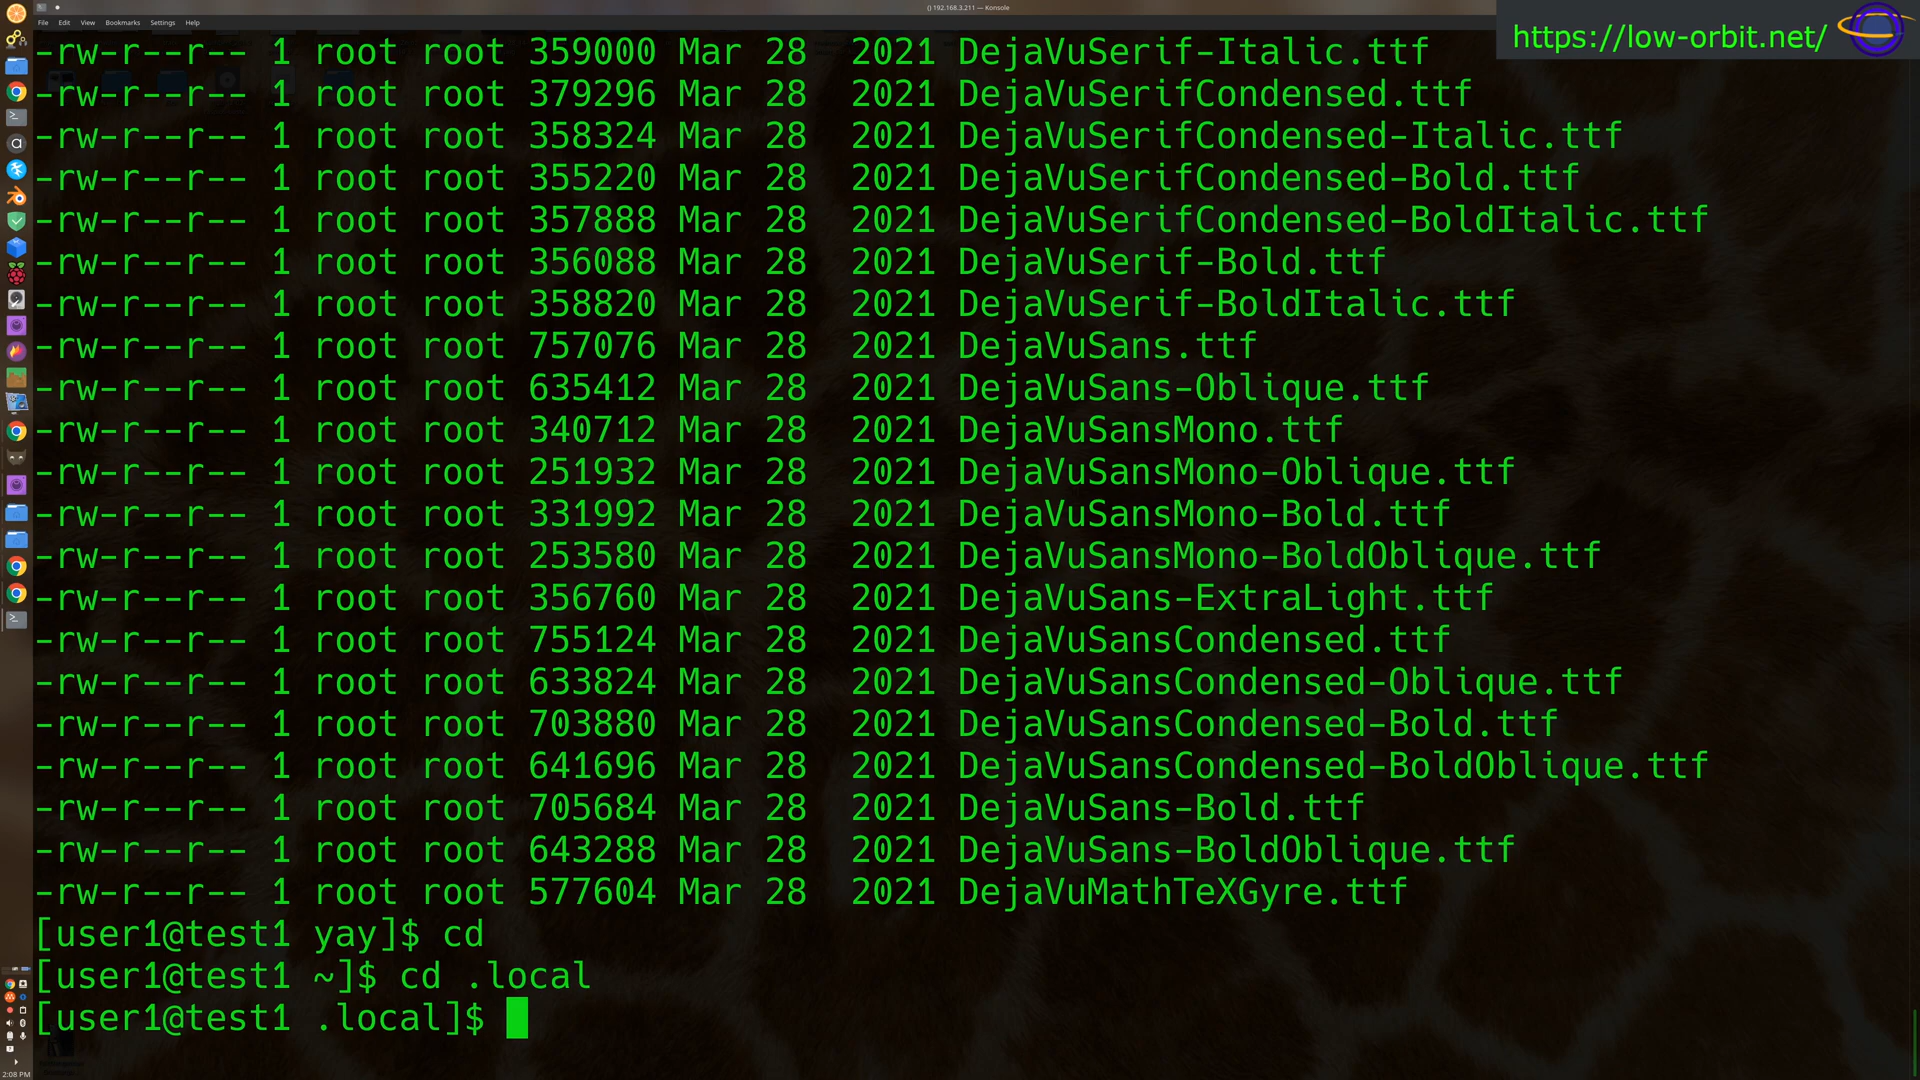 () 192.168.3.211 — Konsole
File Edit View Bookmarks Settings Help
https://low-orbit.net/
-rw-r--r-- 1 root root 359000 Mar 28  2021 DejaVuSerif-Italic.ttf
-rw-r--r-- 1 root root 379296 Mar 28  2021 DejaVuSerifCondensed.ttf
-rw-r--r-- 1 root root 358324 Mar 28  2021 DejaVuSerifCondensed-Italic.ttf
-rw-r--r-- 1 root root 355220 Mar 28  2021 DejaVuSerifCondensed-Bold.ttf
-rw-r--r-- 1 root root 357888 Mar 28  2021 DejaVuSerifCondensed-BoldItalic.ttf
-rw-r--r-- 1 root root 356088 Mar 28  2021 DejaVuSerif-Bold.ttf
-rw-r--r-- 1 root root 358820 Mar 28  2021 DejaVuSerif-BoldItalic.ttf
-rw-r--r-- 1 root root 757076 Mar 28  2021 DejaVuSans.ttf
-rw-r--r-- 1 root root 635412 Mar 28  2021 DejaVuSans-Oblique.ttf
-rw-r--r-- 1 root root 340712 Mar 28  2021 DejaVuSansMono.ttf
-rw-r--r-- 1 root root 251932 Mar 28  2021 DejaVuSansMono-Oblique.ttf
-rw-r--r-- 1 root root 331992 Mar 28  2021 DejaVuSansMono-Bold.ttf
-rw-r--r-- 1 root root 253580 Mar 28  2021 DejaVuSansMono-BoldOblique.ttf
-rw-r--r-- 1 root root 356760 Mar 28  2021 DejaVuSans-ExtraLight.ttf
-rw-r--r-- 1 root root 755124 Mar 28  2021 DejaVuSansCondensed.ttf
-rw-r--r-- 1 root root 633824 Mar 28  2021 DejaVuSansCondensed-Oblique.ttf
-rw-r--r-- 1 root root 703880 Mar 28  2021 DejaVuSansCondensed-Bold.ttf
-rw-r--r-- 1 root root 641696 Mar 28  2021 DejaVuSansCondensed-BoldOblique.ttf
-rw-r--r-- 1 root root 705684 Mar 28  2021 DejaVuSans-Bold.ttf
-rw-r--r-- 1 root root 643288 Mar 28  2021 DejaVuSans-BoldOblique.ttf
-rw-r--r-- 1 root root 577604 Mar 28  2021 DejaVuMathTeXGyre.ttf
[user1@test1 yay]$ cd
[user1@test1 ~]$ cd .local
[user1@test1 .local]$
2:08 PM